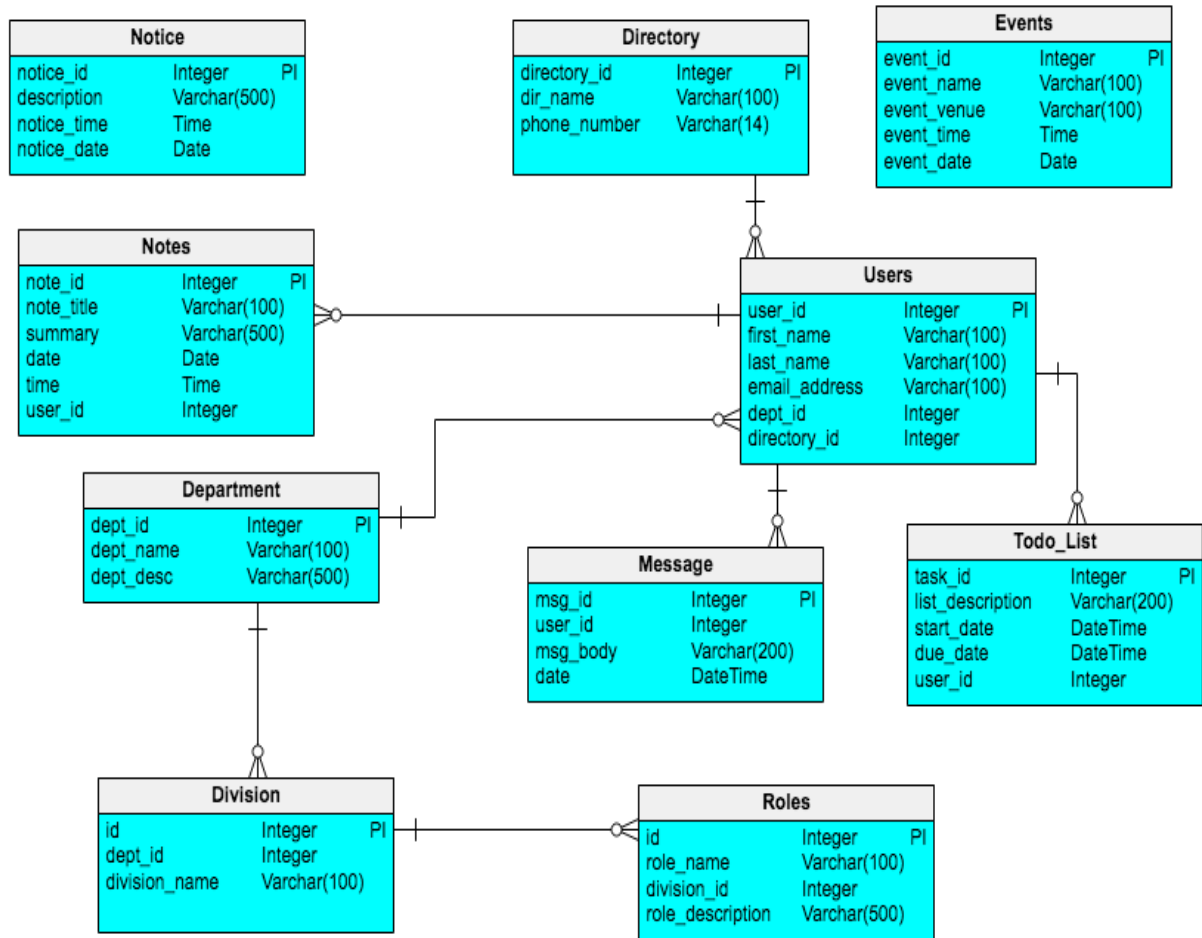 Notice
notice_id Integer PI
description Varchar(500)
notice_time Time
notice_date Date
Directory
directory_id Integer PI
dir_name Varchar(100)
phone_number Varchar(14)
Events
event_id Integer PI
event_name Varchar(100)
event_venue Varchar(100)
event_time Time
event_date Date
Notes
note_id Integer PI
note_title Varchar(100)
summary Varchar(500)
date Date
time Time
user_id Integer
Users
user_id Integer PI
first_name Varchar(100)
last_name Varchar(100)
email_address Varchar(100)
dept_id Integer
directory_id Integer
Department
dept_id Integer PI
dept_name Varchar(100)
dept_desc Varchar(500)
Message
msg_id Integer PI
user_id Integer
msg_body Varchar(200)
date DateTime
Todo_List
task_id Integer PI
list_description Varchar(200)
start_date DateTime
due_date DateTime
user_id Integer
Division
id Integer PI
dept_id Integer
division_name Varchar(100)
Roles
id Integer PI
role_name Varchar(100)
division_id Integer
role_description Varchar(500)